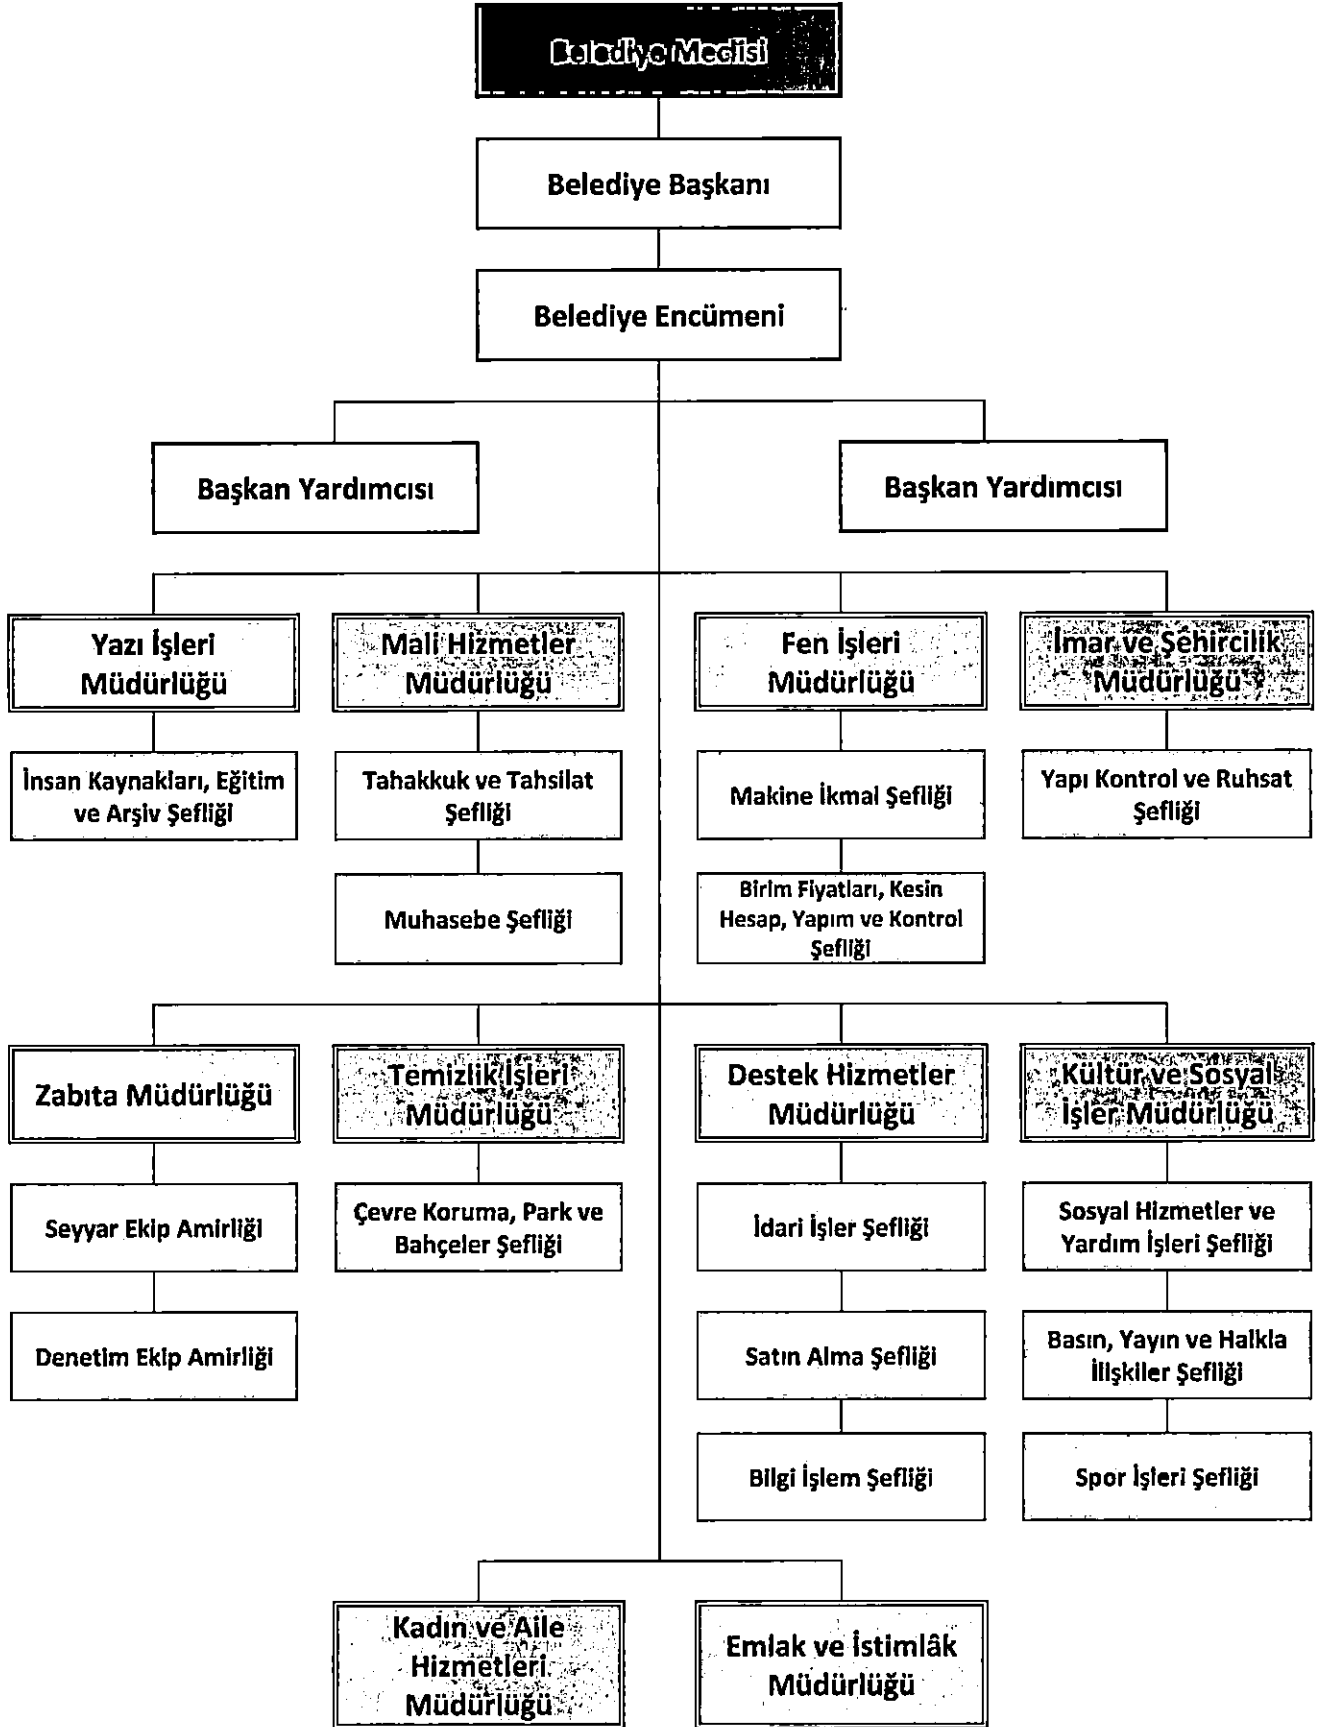 Belediye Meclisi
Belediye Başkanı
Belediye Encümeni
Başkan Yardımcısı
Başkan Yardımcısı
Yazı İşleri
Müdürlüğü
Mali Hizmetler
Müdürlüğü
Fen İşleri
Müdürlüğü
İmar ve Şehircilik
Müdürlüğü
İnsan Kaynakları, Eğitim
ve Arşiv Şefliği
Tahakkuk ve Tahsilat
Şefliği
Makine İkmal Şefliği
Yapı Kontrol ve Ruhsat
Şefliği
Muhasebe Şefliği
Birim Fiyatları, Kesin
Hesap, Yapım ve Kontrol
Şefliği
Zabıta Müdürlüğü
Temizlik İşleri
Müdürlüğü
Destek Hizmetler
Müdürlüğü
Kültür ve Sosyal
İşler Müdürlüğü
Seyyar Ekip Amirliği
Çevre Koruma, Park ve
Bahçeler Şefliği
İdari İşler Şefliği
Sosyal Hizmetler ve
Yardım İşleri Şefliği
Denetim Ekip Amirliği
Satın Alma Şefliği
Basın, Yayın ve Halkla
İlişkiler Şefliği
Bilgi İşlem Şefliği
Spor İşleri Şefliği
Kadın ve Aile
Hizmetleri
Müdürlüğü
Emlak ve İstimlâk
Müdürlüğü